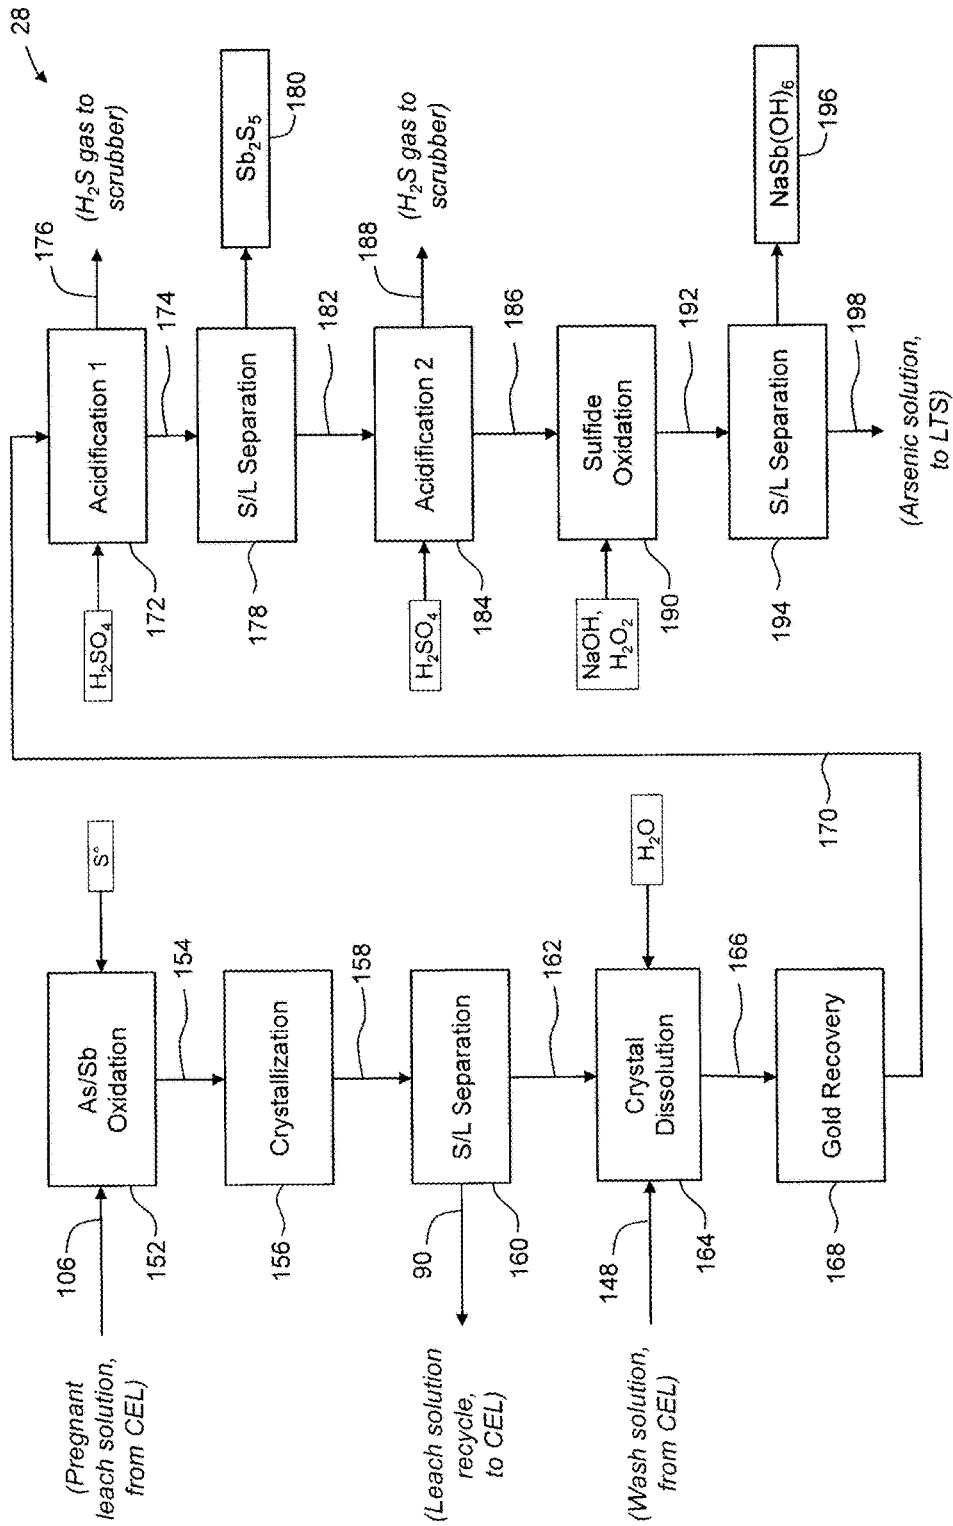 28
(Pregnant
leach solution,
from CEL)
106
As/Sb
Oxidation
152
S°
154
Crystallization
156
158
S/L Separation
160
90
(Leach solution
recycle,
to CEL)
162
Crystal
Dissolution
164
H₂O
148
(Wash solution,
from CEL)
166
Gold Recovery
168
170
H₂SO₄
Acidification 1
172
176
(H₂S gas to
scrubber)
174
S/L Separation
178
Sb₂S₅
180
182
H₂SO₄
Acidification 2
184
188
(H₂S gas to
scrubber)
186
NaOH,
H₂O₂
Sulfide
Oxidation
190
192
S/L Separation
194
NaSb(OH)₆
196
198
(Arsenic solution,
to LTS)